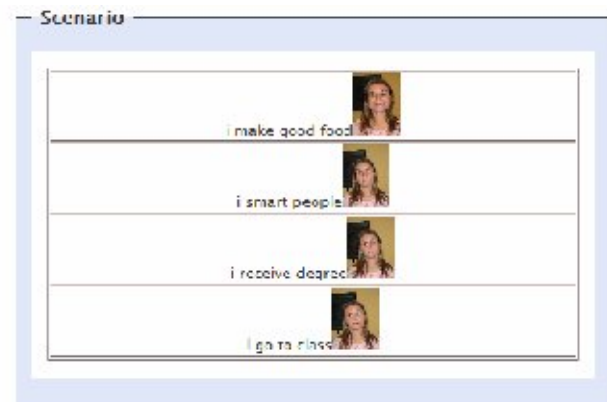 Scenario
i make good food
i smart people
i receive degree
i go to class